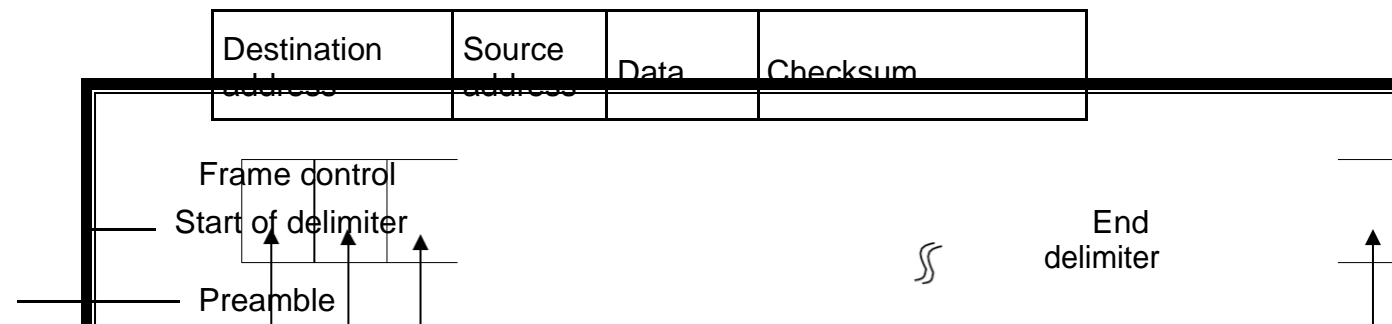 Destination
address
Source
address
Data
Checksum
Frame control
Start of delimiter
End
delimiter
Preamble